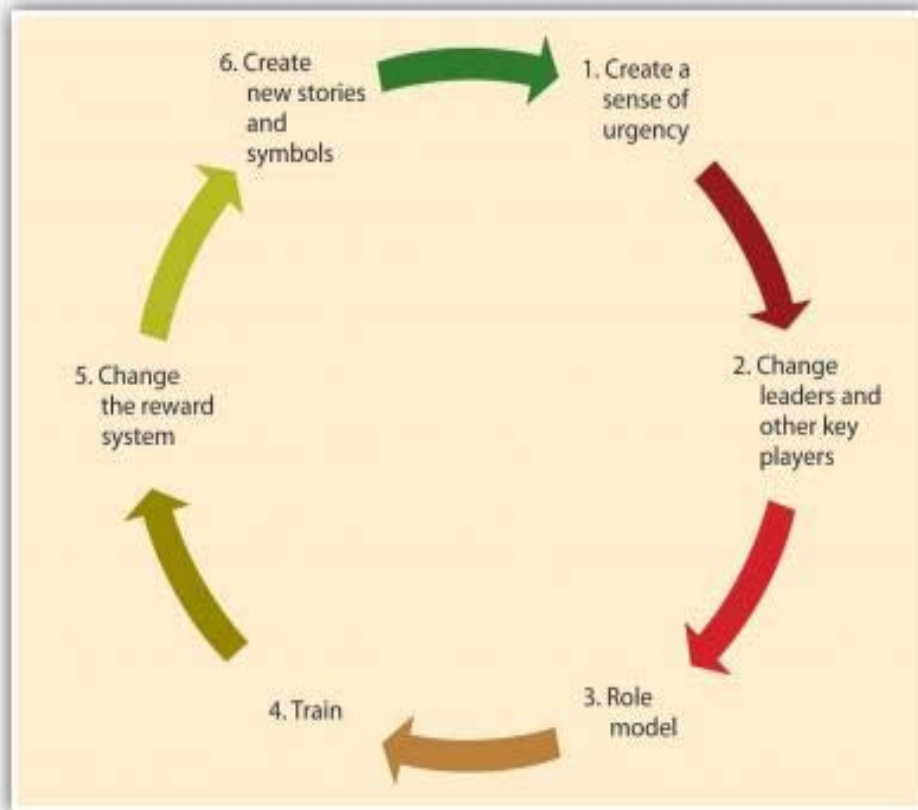 1. Create a
sense of
urgency
2. Change
leaders and
other key
players
3. Role
model
4. Train
5. Change
the reward
system
6. Create
new stories
and
symbols